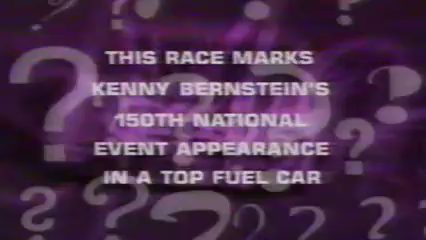 THIS RACE MARKS
KENNY BERNSTEIN'S
150TH NATIONAL
EVENT APPEARANCE
IN A TOP FUEL CAR